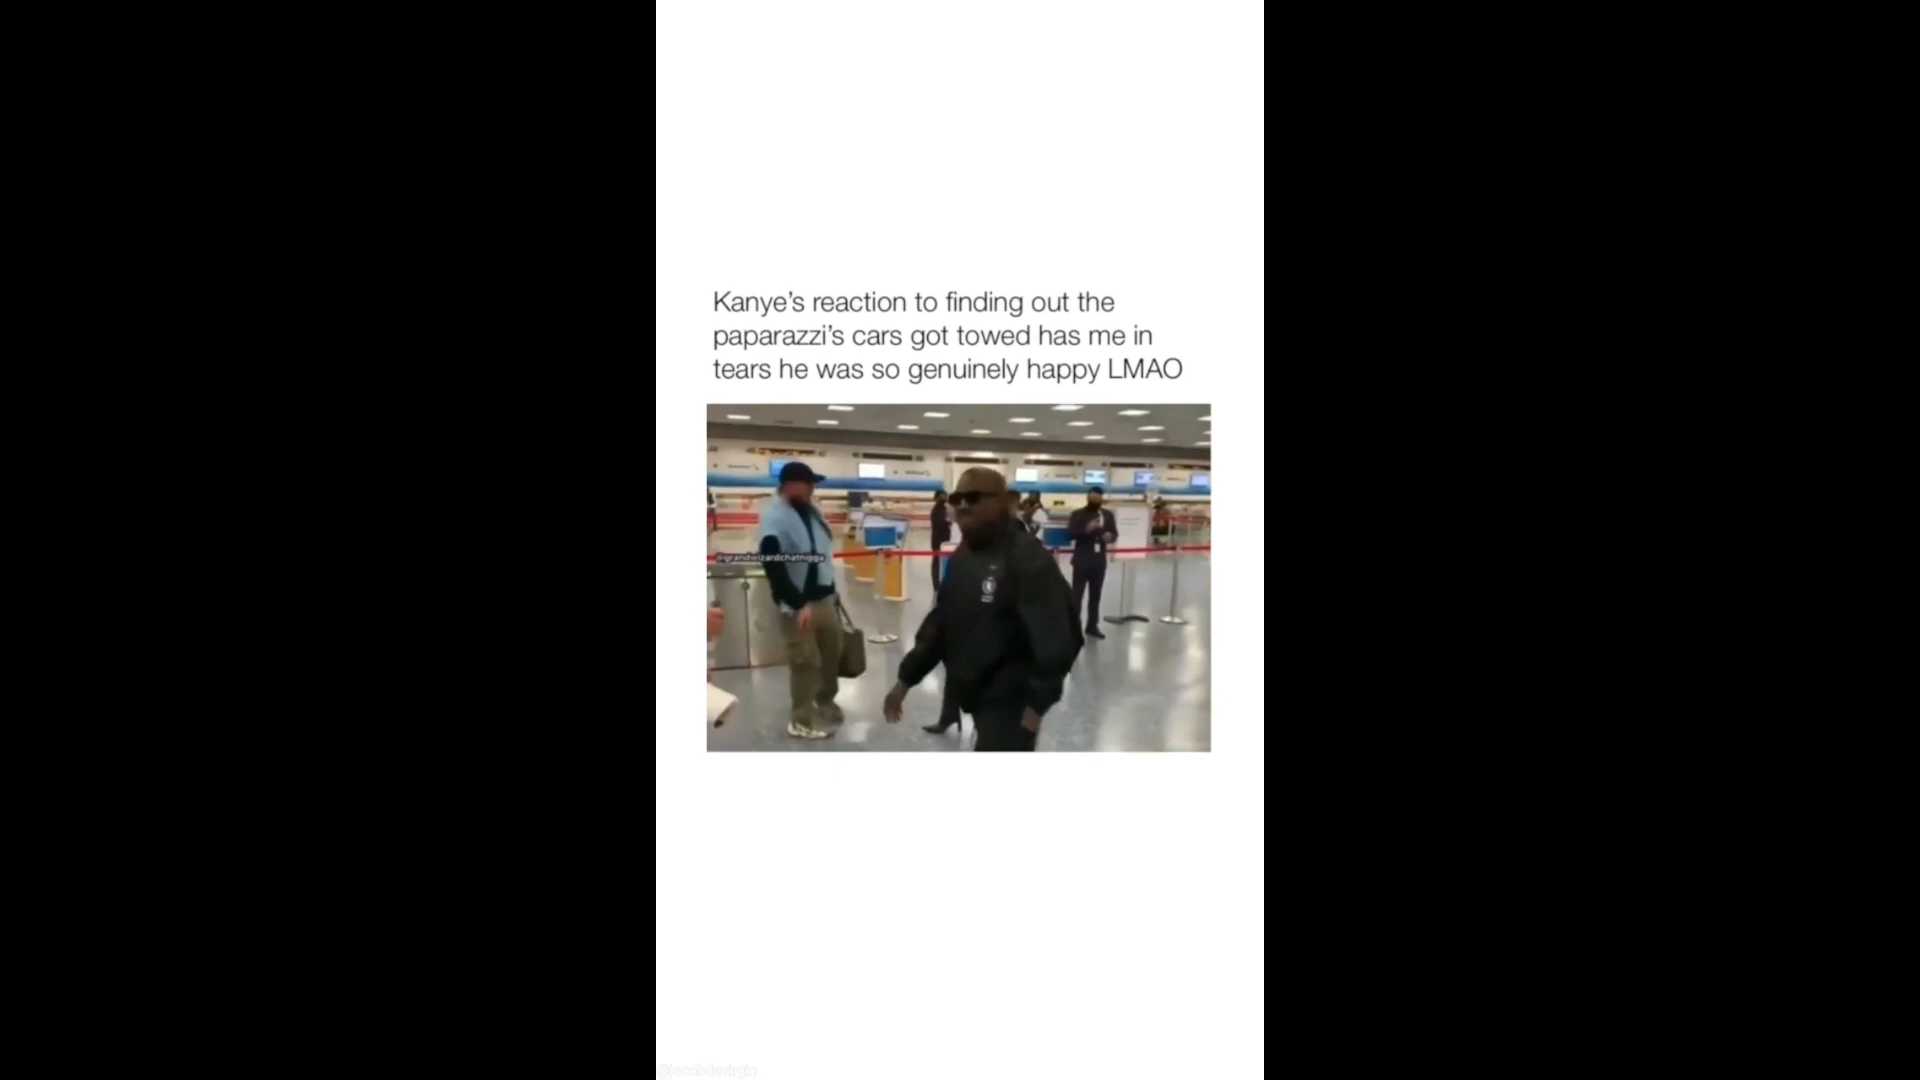 Kanye’s reaction to finding out the
paparazzi’s cars got towed has me in
tears he was so genuinely happy LMAO
@grandwizardchatnigga